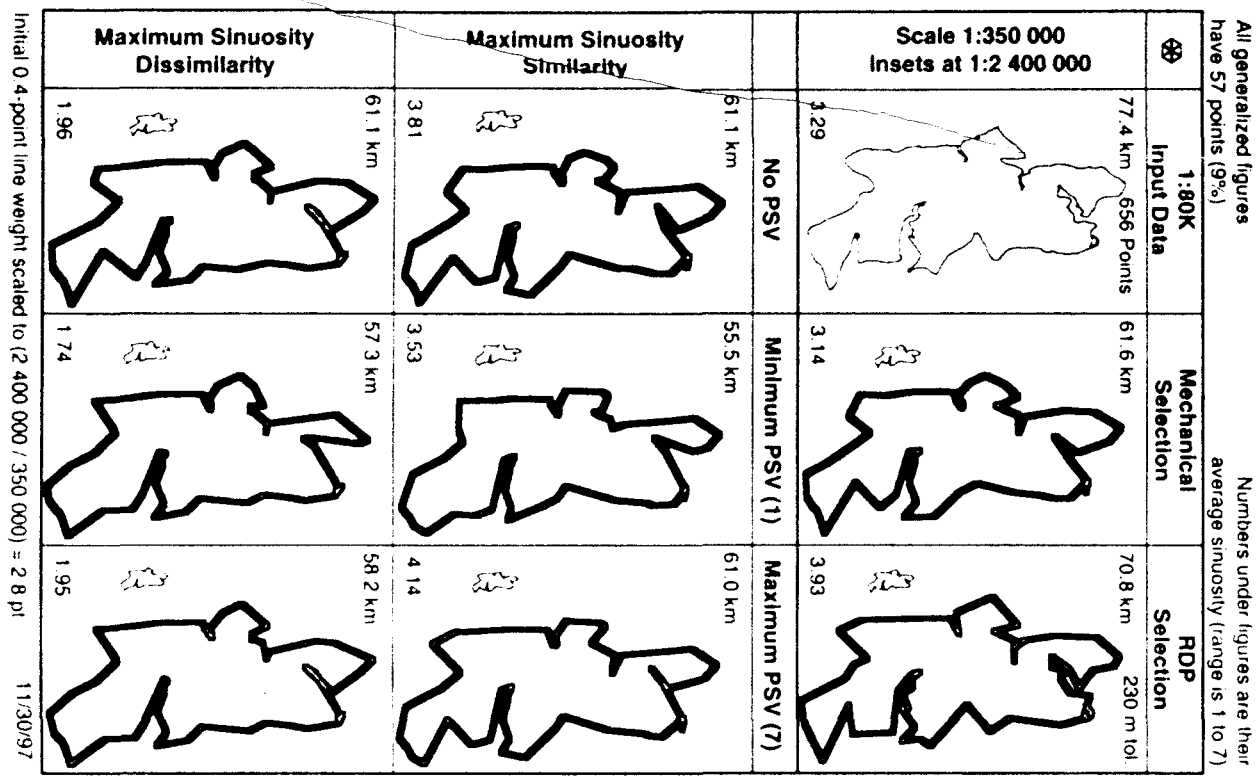 All generalized figures
have 57 points (9%)
Numbers under figures are their
average sinuosity (range is 1 to 7)
Scale 1:350 000
Insets at 1:2 400 000
1:80K
Input Data
Mechanical
Selection
RDP
Selection
77.4 km
656 Points
3.29
61.6 km
3.14
70.8 km
230 m tol.
3.93
Maximum Sinuosity
Similarity
No PSV
Minimum PSV (1)
Maximum PSV (7)
61.1 km
3.81
55.5 km
3.53
61.0 km
4 14
Maximum Sinuosity
Dissimilarity
61.1 km
1.96
57.3 km
1.74
58.2 km
1.95
Initial 0.4-point line weight scaled to (2 400 000 / 350 000) = 2 8 pt
11/30/97